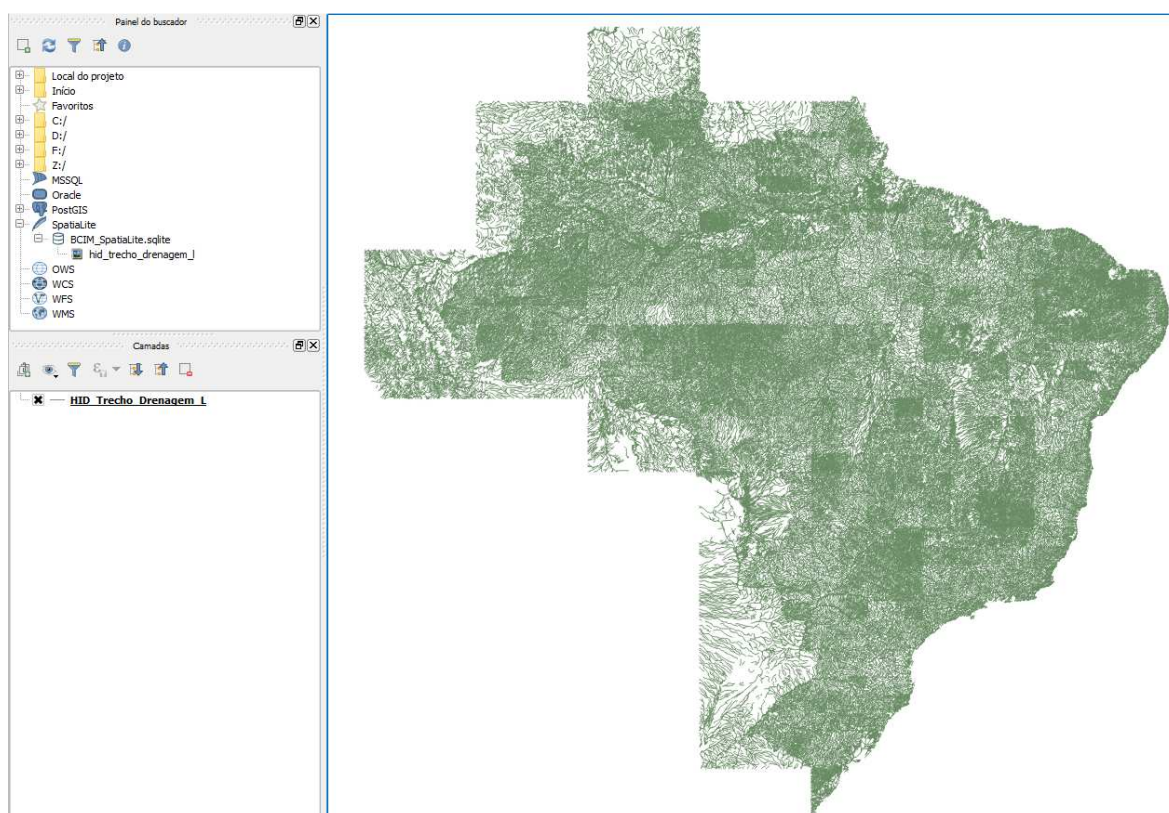 Painel do buscador
Local do projeto
Início
Favoritos
C:/
D:/
F:/
Z:/
MSSQL
Oracle
PostGIS
SpatiaLite
BCIM_SpatiaLite.sqlite
hid_trecho_drenagem_l
OWS
WCS
WFS
WMS
Camadas
HID_Trecho_Drenagem_L